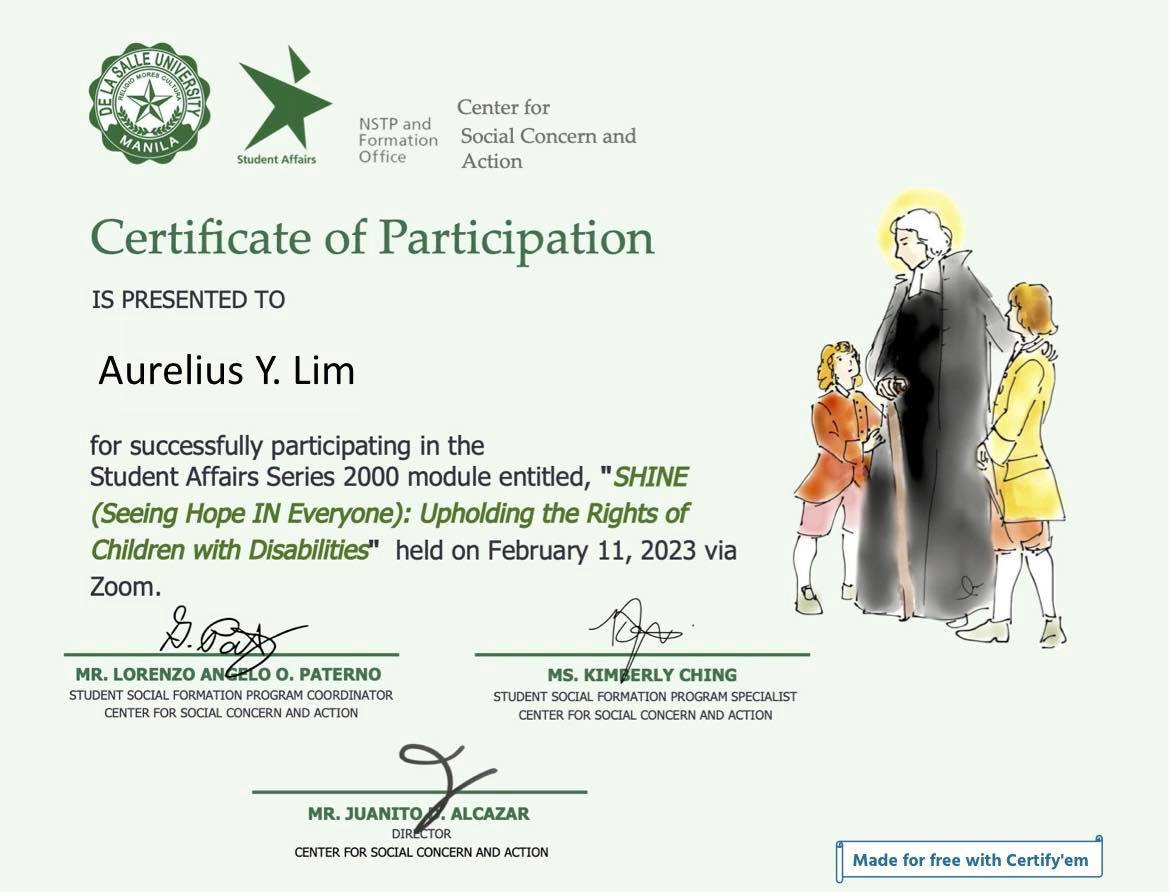 DE LA SALLE UNIVERSITY
RELIGIO MORES CULTURA
MANILA
Student Affairs
NSTP and
Formation
Office
Center for
Social Concern and
Action
Certificate of Participation
IS PRESENTED TO
Aurelius Y. Lim
for successfully participating in the
Student Affairs Series 2000 module entitled, "SHINE
(Seeing Hope IN Everyone): Upholding the Rights of
Children with Disabilities" held on February 11, 2023 via
Zoom.
MR. LORENZO ANGELO O. PATERNO
STUDENT SOCIAL FORMATION PROGRAM COORDINATOR
CENTER FOR SOCIAL CONCERN AND ACTION
MS. KIMBERLY CHING
STUDENT SOCIAL FORMATION PROGRAM SPECIALIST
CENTER FOR SOCIAL CONCERN AND ACTION
MR. JUANITO D. ALCAZAR
DIRECTOR
CENTER FOR SOCIAL CONCERN AND ACTION
Made for free with Certify'em